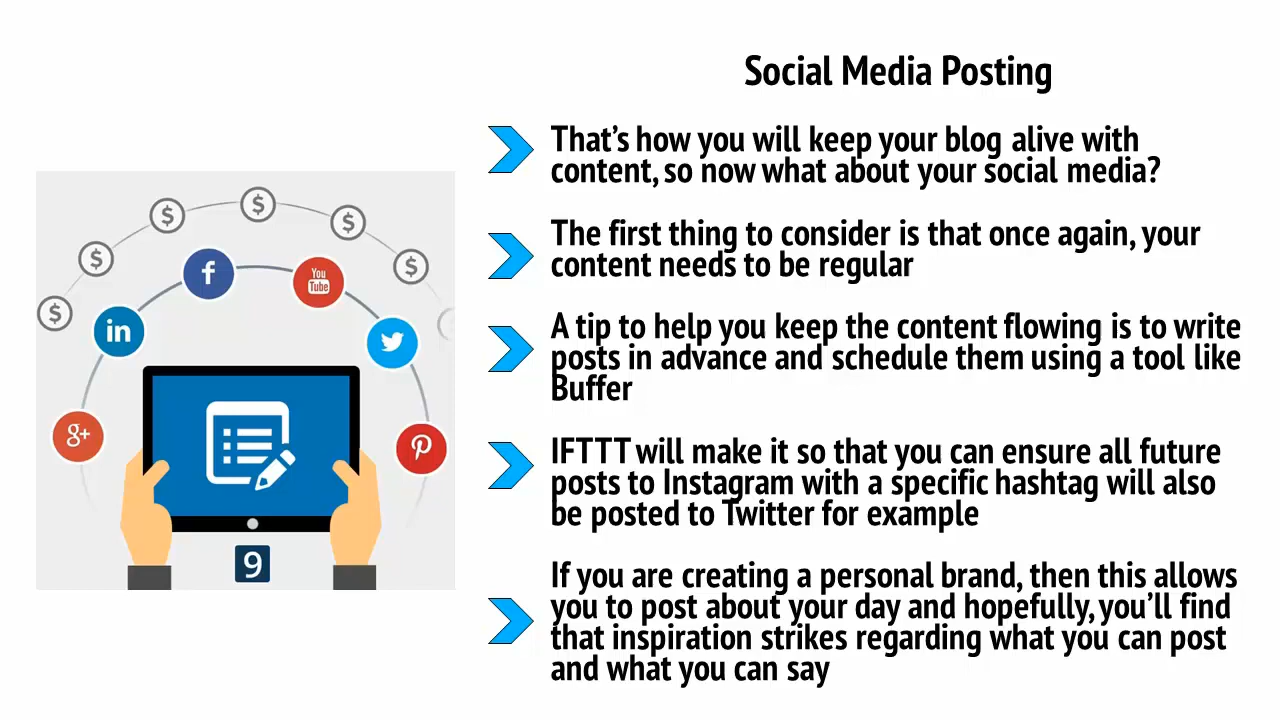 Social Media Posting
That's how you will keep your blog alive with
content, so now what about your social media?
The first thing to consider is that once again, your
content needs to be regular
A tip to help you keep the content flowing is to write
posts in advance and schedule them using a tool like
Buffer
IFTTT will make it so that you can ensure all future
posts to Instagram with a specific hashtag will also
be posted to Twitter for example
If you are creating a personal brand, then this allows
you to post about your day and hopefully, you'll find
that inspiration strikes regarding what you can post
and what you can say
$ $ $ $ $ $
f
You
Tube
in
g+
9